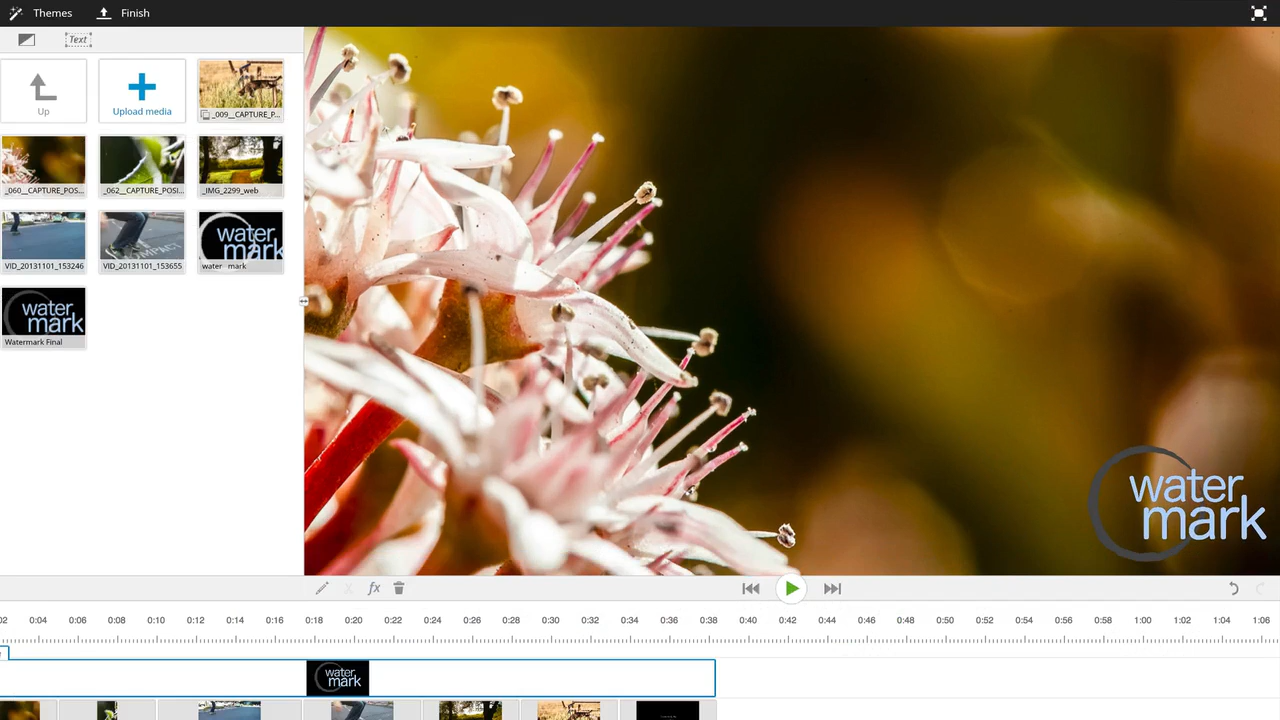 Themes
Finish
Text
Up
Upload media
_009__CAPTURE_P...
_060__CAPTURE_POS...
_062__CAPTURE_POSI...
_IMG_2299_web
VID_20131101_153246
IMPACT
VID_20131101_153655
water
mark
water mark
water
mark
Watermark Final
water
mark
fx
02 0:04 0:06 0:08 0:10 0:12 0:14 0:16 0:18 0:20 0:22 0:24 0:26 0:28 0:30 0:32 0:34 0:36 0:38 0:40 0:42 0:44 0:46 0:48 0:50 0:52 0:54 0:56 0:58 1:00 1:02 1:04 1:06
water
mark